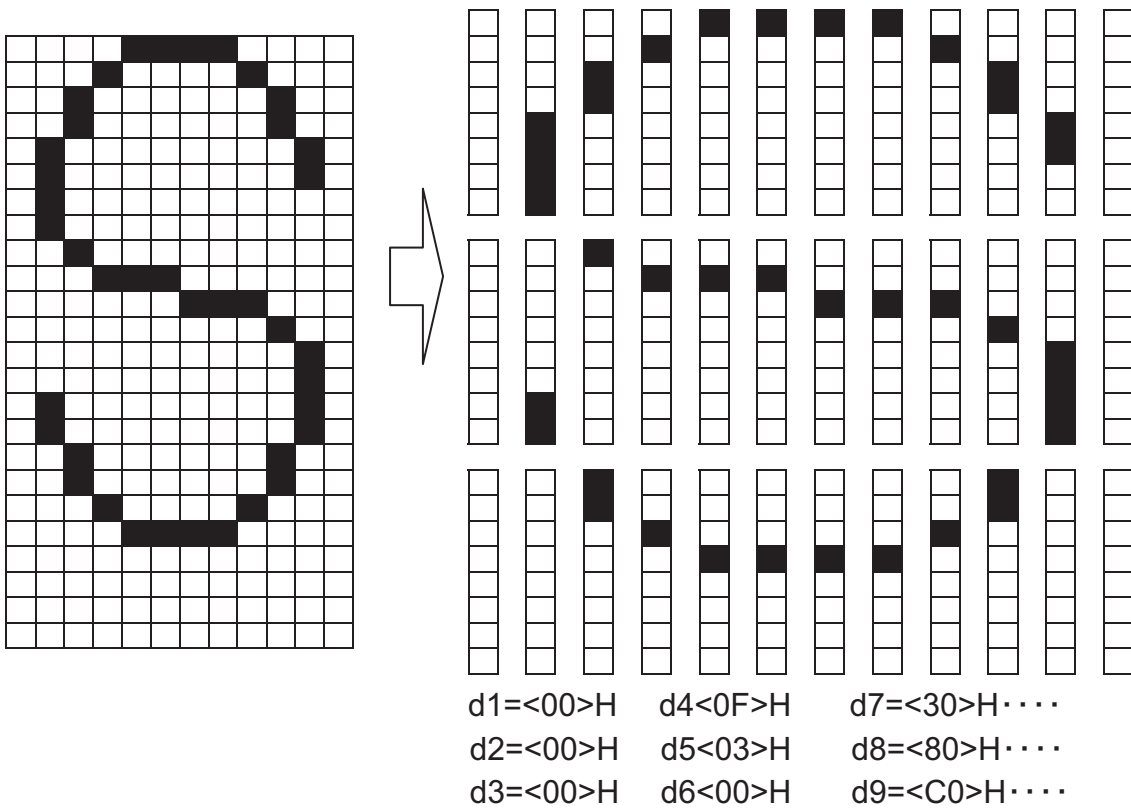 d1=<00>H d4<0F>H d7=<30>H････
d2=<00>H d5<03>H d8=<80>H････
d3=<00>H d6<00>H d9=<C0>H････